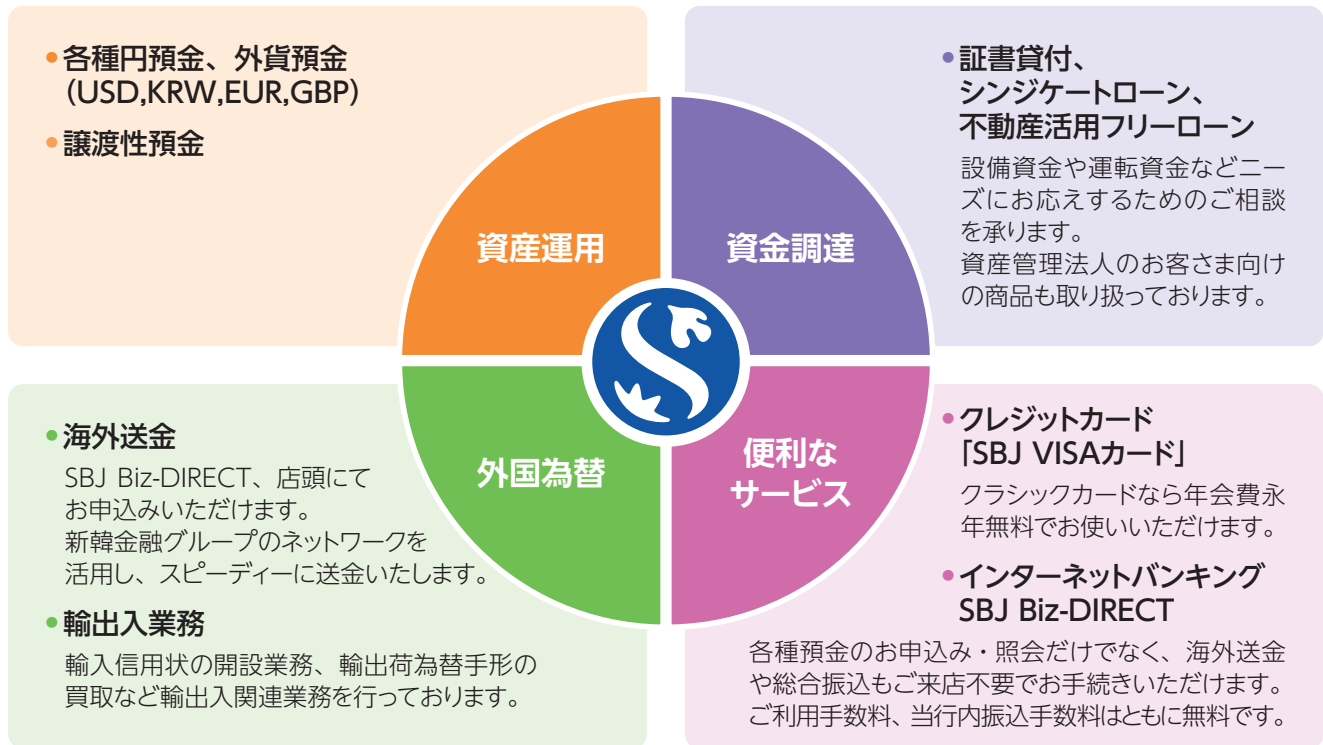 •各種円預金、外貨預金
(USD,KRW,EUR,GBP)
•譲渡性預金
資産運用
•証書貸付、
シンジケートローン、
不動産活用フリーローン
設備資金や運転資金などニー
ズにお応えするためのご相談
を承ります。
資産管理法人のお客さま向け
の商品も取り扱っております。
資金調達
•海外送金
SBJ Biz-DIRECT、店頭にて
お申込みいただけます。
新韓金融グループのネットワークを
活用し、スピーディーに送金いたします。
•輸出入業務
輸入信用状の開設業務、輸出荷為替手形の
買取など輸出入関連業務を行っております。
外国為替
便利な
サービス
•クレジットカード
「SBJ VISAカード」
クラシックカードなら年会費永
年無料でお使いいただけます。
•インターネットバンキング
SBJ Biz-DIRECT
各種預金のお申込み・照会だけでなく、海外送金
や総合振込もご来店不要でお手続きいただけます。
ご利用手数料、当行内振込手数料はともに無料です。